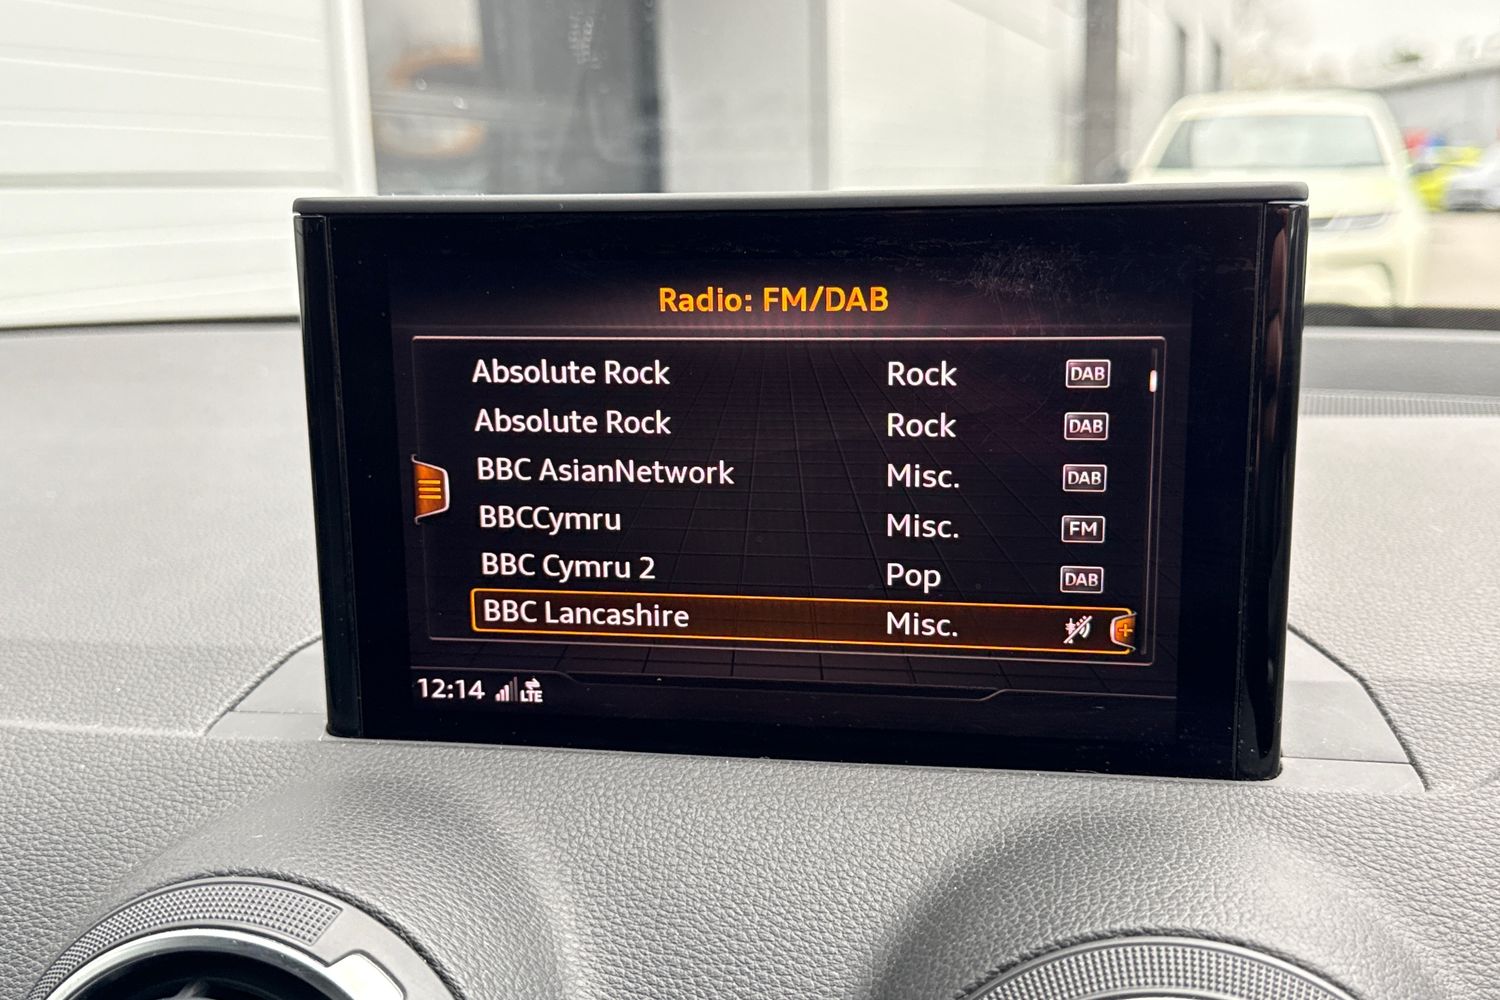 Radio: FM/DAB
Absolute Rock Rock DAB
Absolute Rock Rock DAB
BBC AsianNetwork Misc. DAB
BBCCymru Misc. FM
BBC Cymru 2 Pop DAB
BBC Lancashire Misc.
12:14 LTE